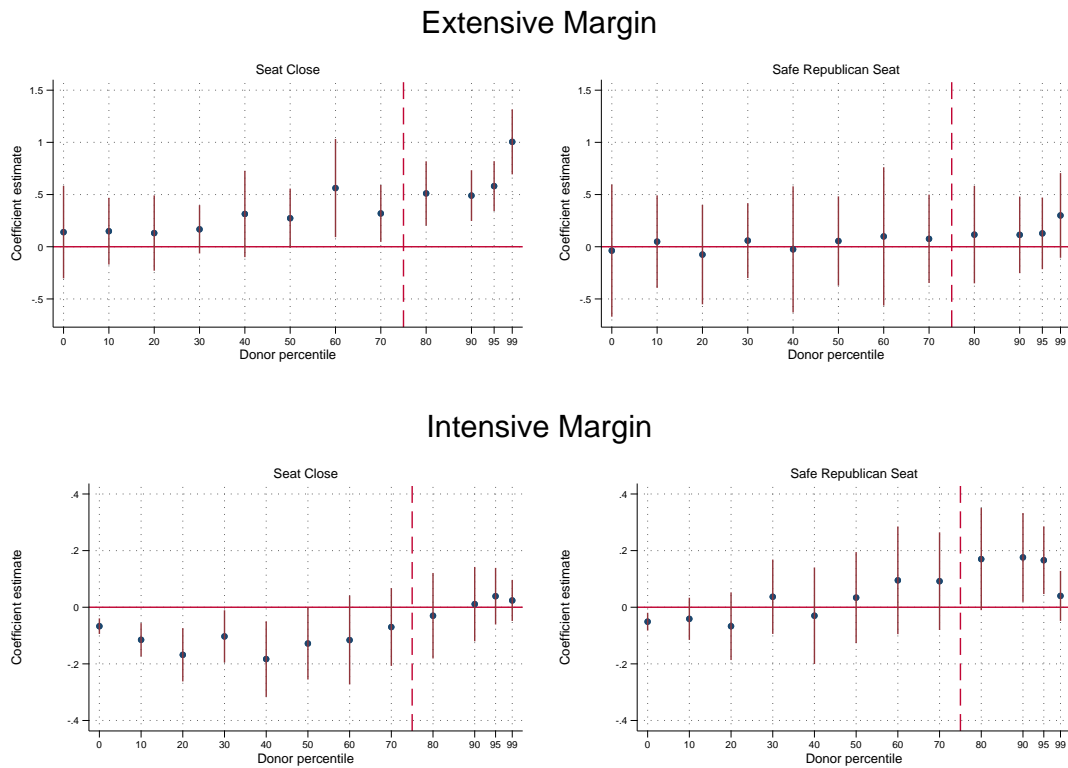 Extensive Margin
Seat Close
Coefficient estimate
1.5
1
.5
0
-.5
0 10 20 30 40 50 60 70 80 90 95 99
Donor percentile
Safe Republican Seat
Coefficient estimate
1.5
1
.5
0
-.5
0 10 20 30 40 50 60 70 80 90 95 99
Donor percentile
Intensive Margin
Seat Close
Coefficient estimate
.4
.2
0
-.2
-.4
0 10 20 30 40 50 60 70 80 90 95 99
Donor percentile
Safe Republican Seat
Coefficient estimate
.4
.2
0
-.2
-.4
0 10 20 30 40 50 60 70 80 90 95 99
Donor percentile